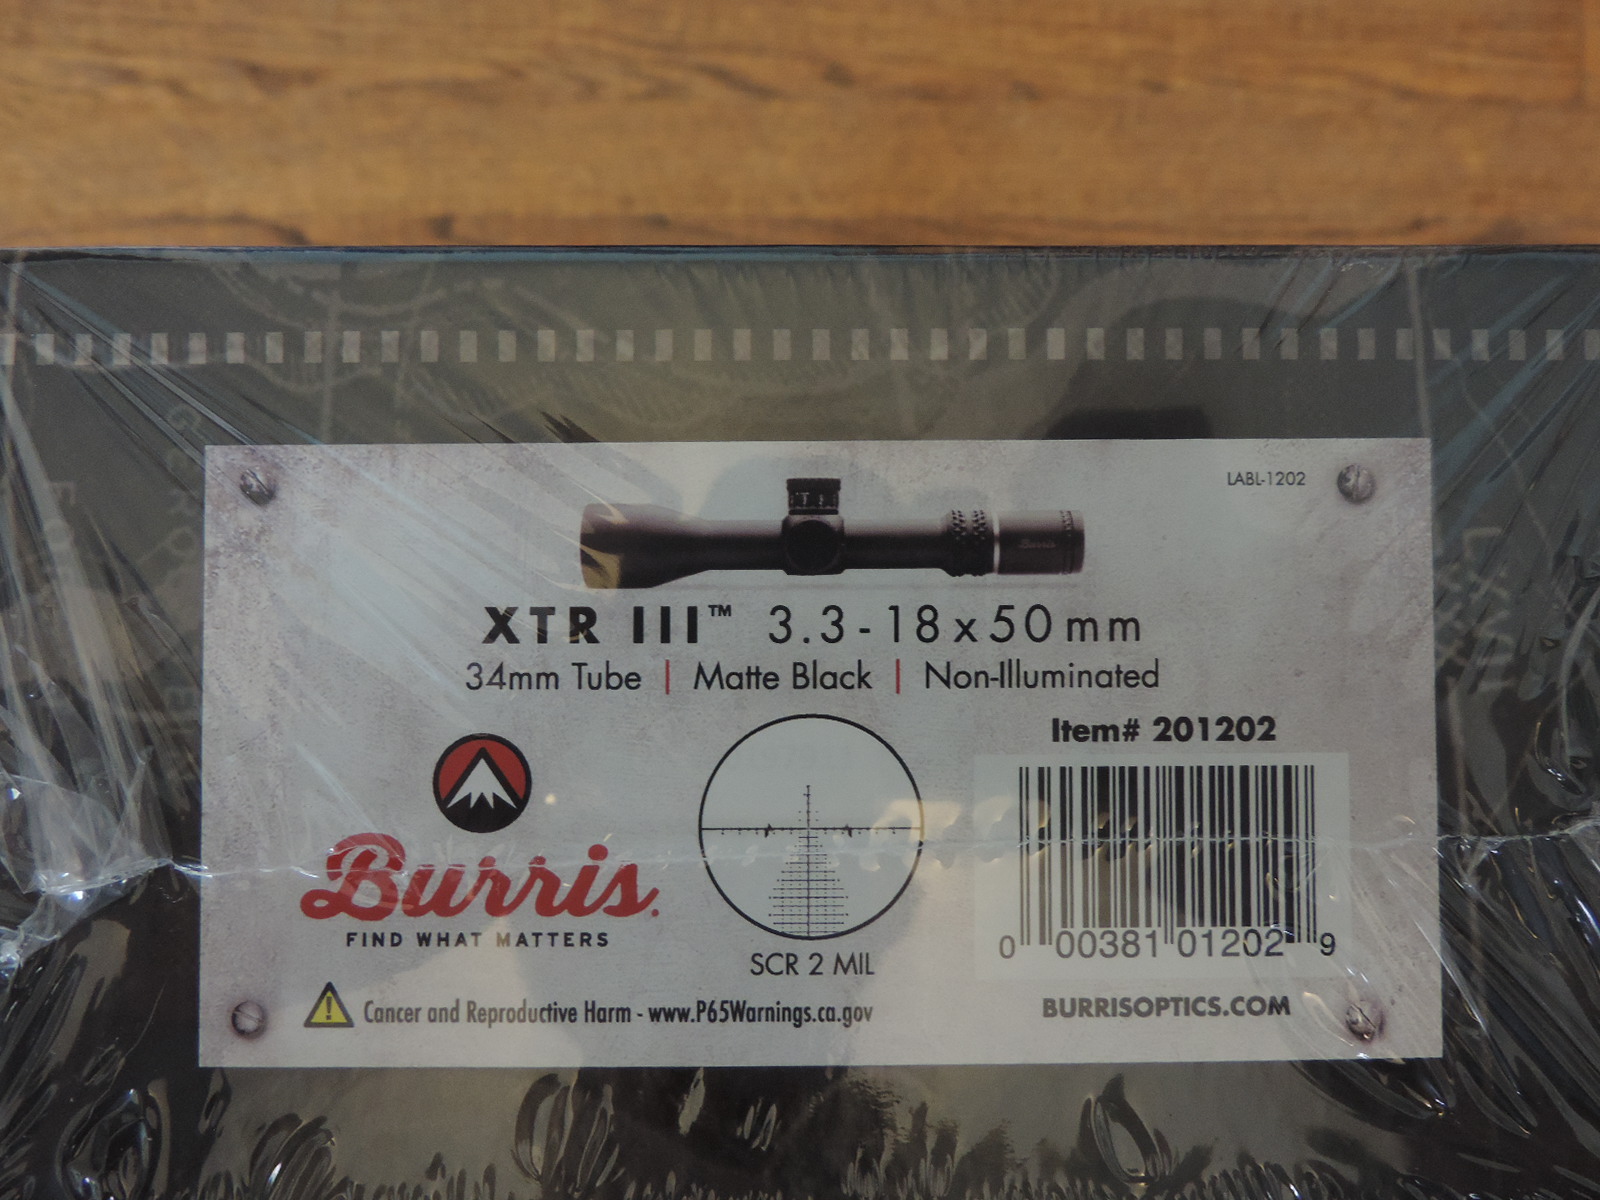 LABL-1202
Burris
XTR III™ 3.3-18x50mm
34mm Tube | Matte Black | Non-Illuminated
Item# 201202
Burris.
FIND WHAT MATTERS
SCR 2 MIL
0 00381 01202 9
Cancer and Reproductive Harm - www.P65Warnings.ca.gov
BURRISOPTICS.COM